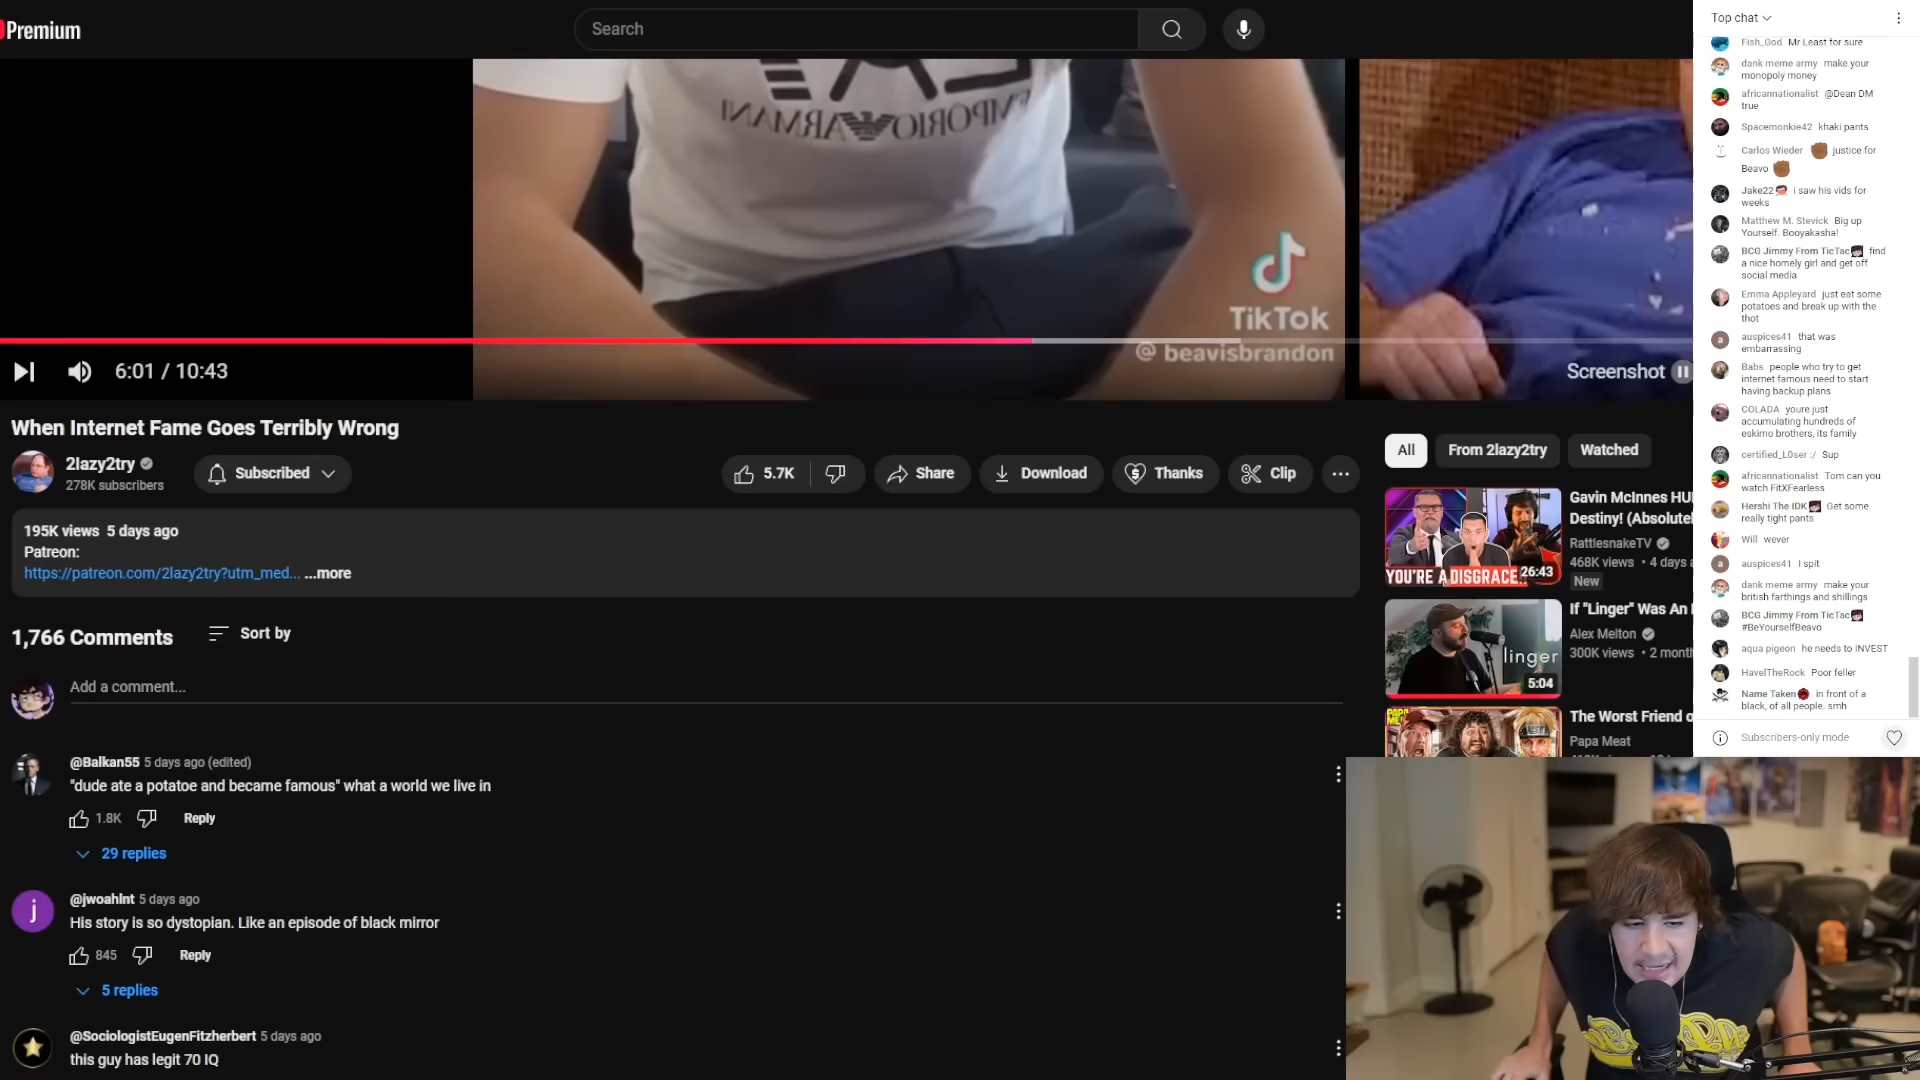 Premium
Search
EMPORIO ARMANI
TikTok
@ beavisbrandon
6:01 / 10:43
Screenshot
When Internet Fame Goes Terribly Wrong
2lazy2try
278K subscribers
Subscribed
5.7K
Share
Download
Thanks
Clip
195K views 5 days ago
Patreon:
https://patreon.com/2lazy2try?utm_med... ...more
1,766 Comments
Sort by
Add a comment...
@Balkan55 5 days ago (edited)
"dude ate a potatoe and became famous" what a world we live in
1.8K
Reply
29 replies
j
@jwoahlnt 5 days ago
His story is so dystopian. Like an episode of black mirror
845
Reply
5 replies
@SociologistEugenFitzherbert 5 days ago
this guy has legit 70 IQ
All
From 2lazy2try
Watched
YOU'RE A DISGRACE..
26:43
Gavin McInnes HU
Destiny! (Absolute
RattlesnakeTV
468K views • 4 days
New
linger
5:04
If "Linger" Was An
Alex Melton
300K views • 2 month
The Worst Friend o
Papa Meat
Top chat
Fish_God Mr Least for sure
dank meme army make your
monopoly money
africannationalist @Dean DM
true
Spacemonkie42 khaki pants
Carlos Wieder ✊🏾 justice for
Beavo ✊🏾
Jake22 i saw his vids for
weeks
Matthew M. Stevick Big up
Yourself. Booyakasha!
BCG Jimmy From TicTac find
a nice homely girl and get off
social media
Emma Appleyard just eat some
potatoes and break up with the
thot
a
auspices41 that was
embarrassing
Babs people who try to get
internet famous need to start
having backup plans
COLADA youre just
accumulating hundreds of
eskimo brothers, its family
certified_L0ser :/ Sup
africannationalist Tom can you
watch FitXFearless
Hershi The IDK Get some
really tight pants
Will wever
a
auspices41 I spit
dank meme army make your
british farthings and shillings
BCG Jimmy From TicTac
#BeYourselfBeavo
aqua pigeon he needs to INVEST
HavelTheRock Poor feller
Name Taken in front of a
black, of all people. smh
Subscribers-only mode